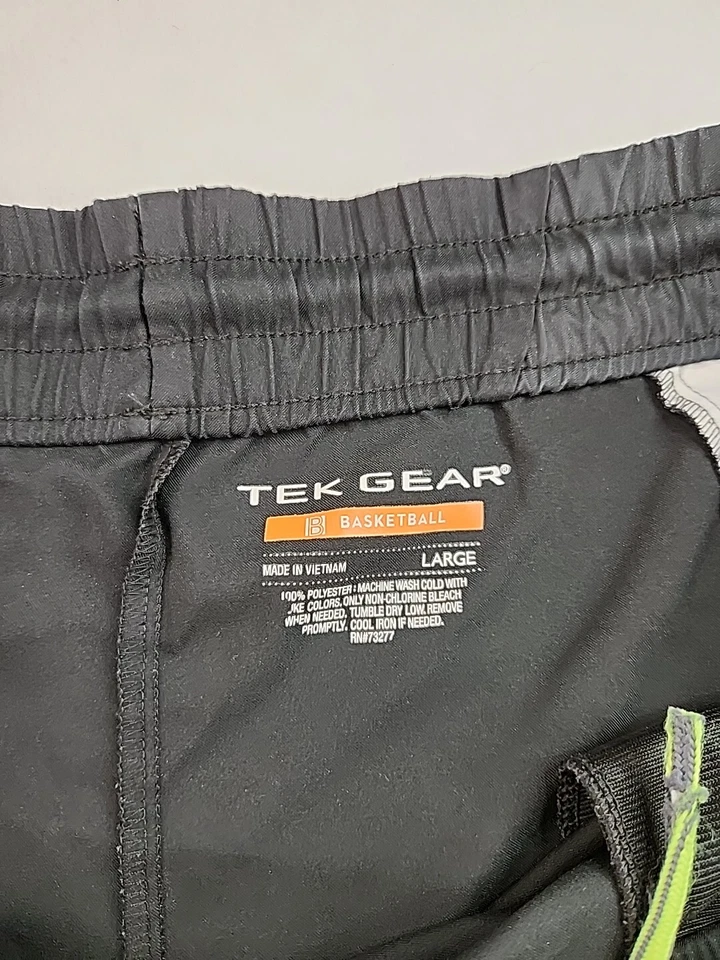 TEK GEAR®
B BASKETBALL
MADE IN VIETNAM LARGE
100% POLYESTER: MACHINE WASH COLD WITH
IKE COLORS. ONLY NON-CHLORINE BLEACH
WHEN NEEDED. TUMBLE DRY LOW. REMOVE
PROMPTLY. COOL IRON IF NEEDED.
RN#73277